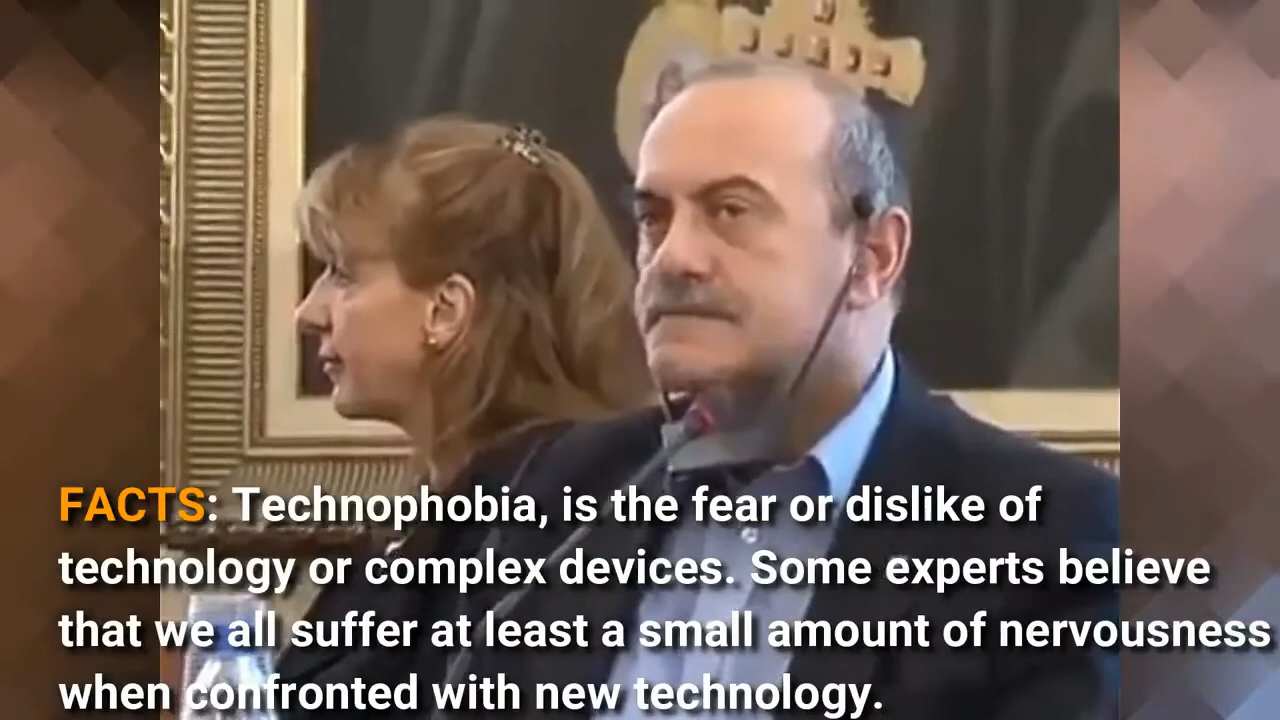 FACTS: Technophobia, is the fear or dislike of
technology or complex devices. Some experts believe
that we all suffer at least a small amount of nervousness
when confronted with new technology.